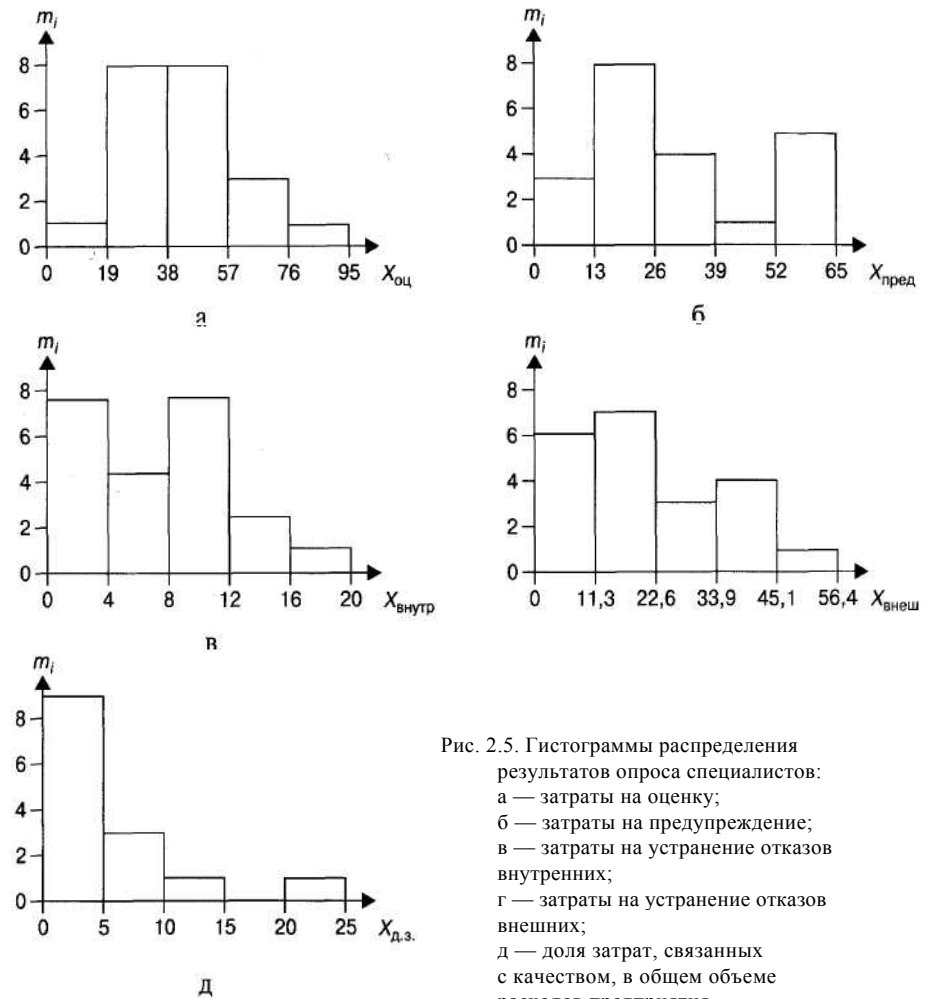 m_i
8
6
4
2
0
0 19 38 57 76 95 X_оц
а
m_i
8
6
4
2
0
0 13 26 39 52 65 X_пред
б
m_i
8
6
4
2
0
0 4 8 12 16 20 X_внутр
в
m_i
8
6
4
2
0
0 11,3 22,6 33,9 45,1 56,4 X_внеш
m_i
8
6
4
2
0
0 5 10 15 20 25 X_д.з.
д
Рис. 2.5. Гистограммы распределения
результатов опроса специалистов:
а — затраты на оценку;
б — затраты на предупреждение;
в — затраты на устранение отказов
внутренних;
г — затраты на устранение отказов
внешних;
д — доля затрат, связанных
с качеством, в общем объеме